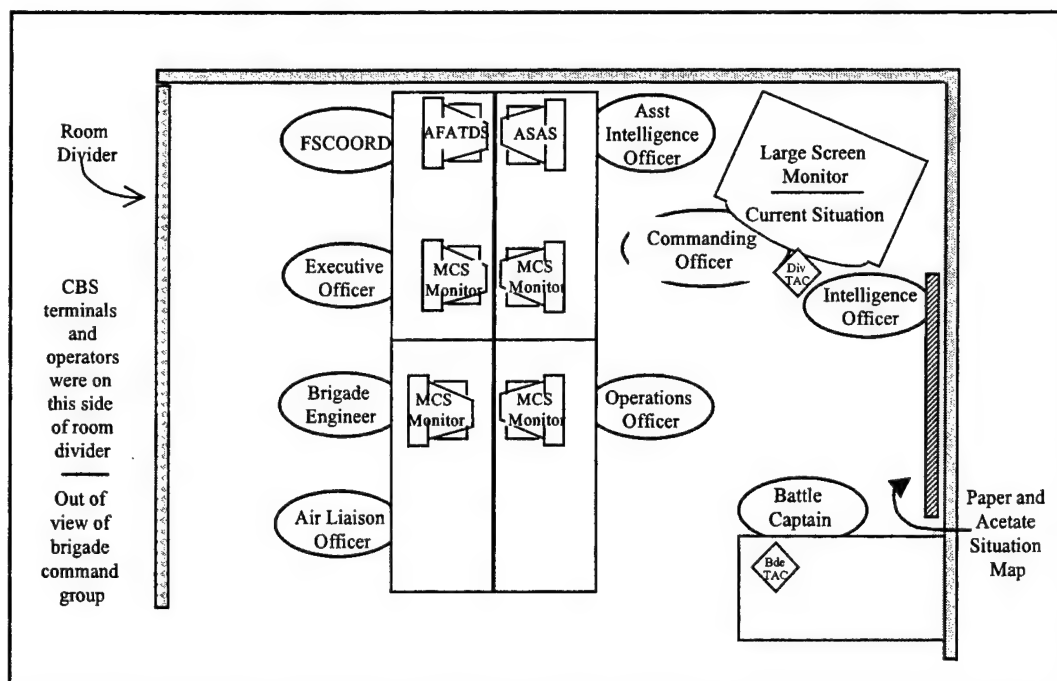 Room
Divider
CBS
terminals
and
operators
were on
this side
of room
divider
Out of
view of
brigade
command
group
FSCOORD
AFATDS
ASAS
Asst
Intelligence
Officer
Large Screen
Monitor
Current Situation
Executive
Officer
MCS
Monitor
MCS
Monitor
Commanding
Officer
Div
TAC
Intelligence
Officer
Brigade
Engineer
MCS
Monitor
MCS
Monitor
Operations
Officer
Air Liaison
Officer
Battle
Captain
Bde
TAC
Paper and
Acetate
Situation
Map